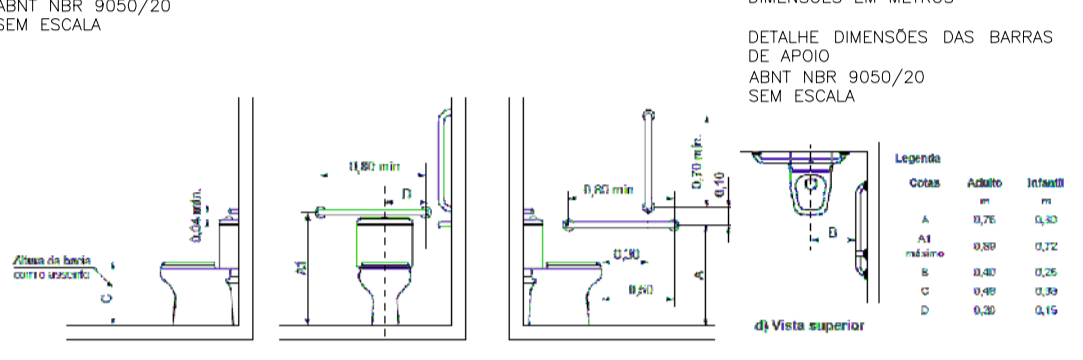 ABNT NBR 9050/20
SEM ESCALA
DIMENSÕES EM METROS
DETALHE DIMENSÕES DAS BARRAS
DE APOIO
ABNT NBR 9050/20
SEM ESCALA
0,04 min.
Altura da bacia
com o assento
C
0,80 min
D
A1
0,80 min
0,70 min.
0,10
0,30
0,50
A
B
d) Vista superior
Legenda
Cotas Adulto Infantil
m m
A 0,75 0,60
A1 máximo 0,89 0,72
B 0,40 0,25
C 0,46
D 0,30 0,15